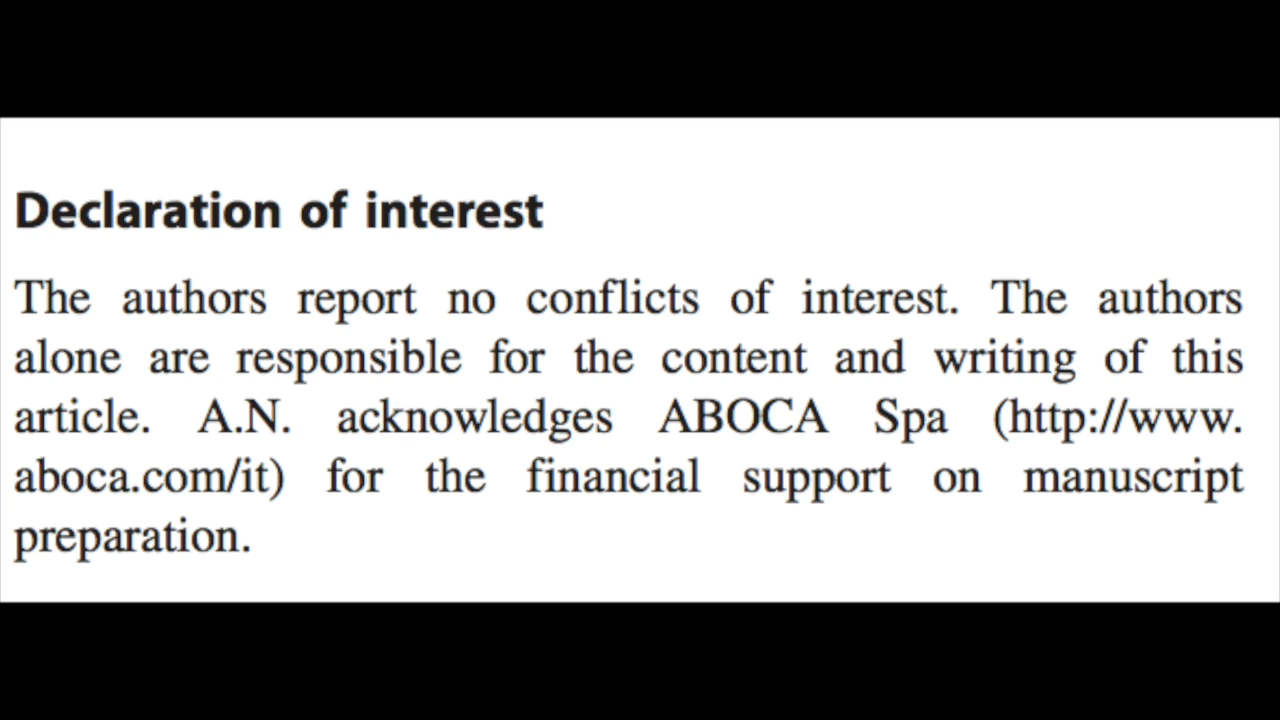 Declaration of interest
The authors report no conflicts of interest. The authors
alone are responsible for the content and writing of this
article. A.N. acknowledges ABOCA Spa (http://www.
aboca.com/it) for the financial support on manuscript
preparation.